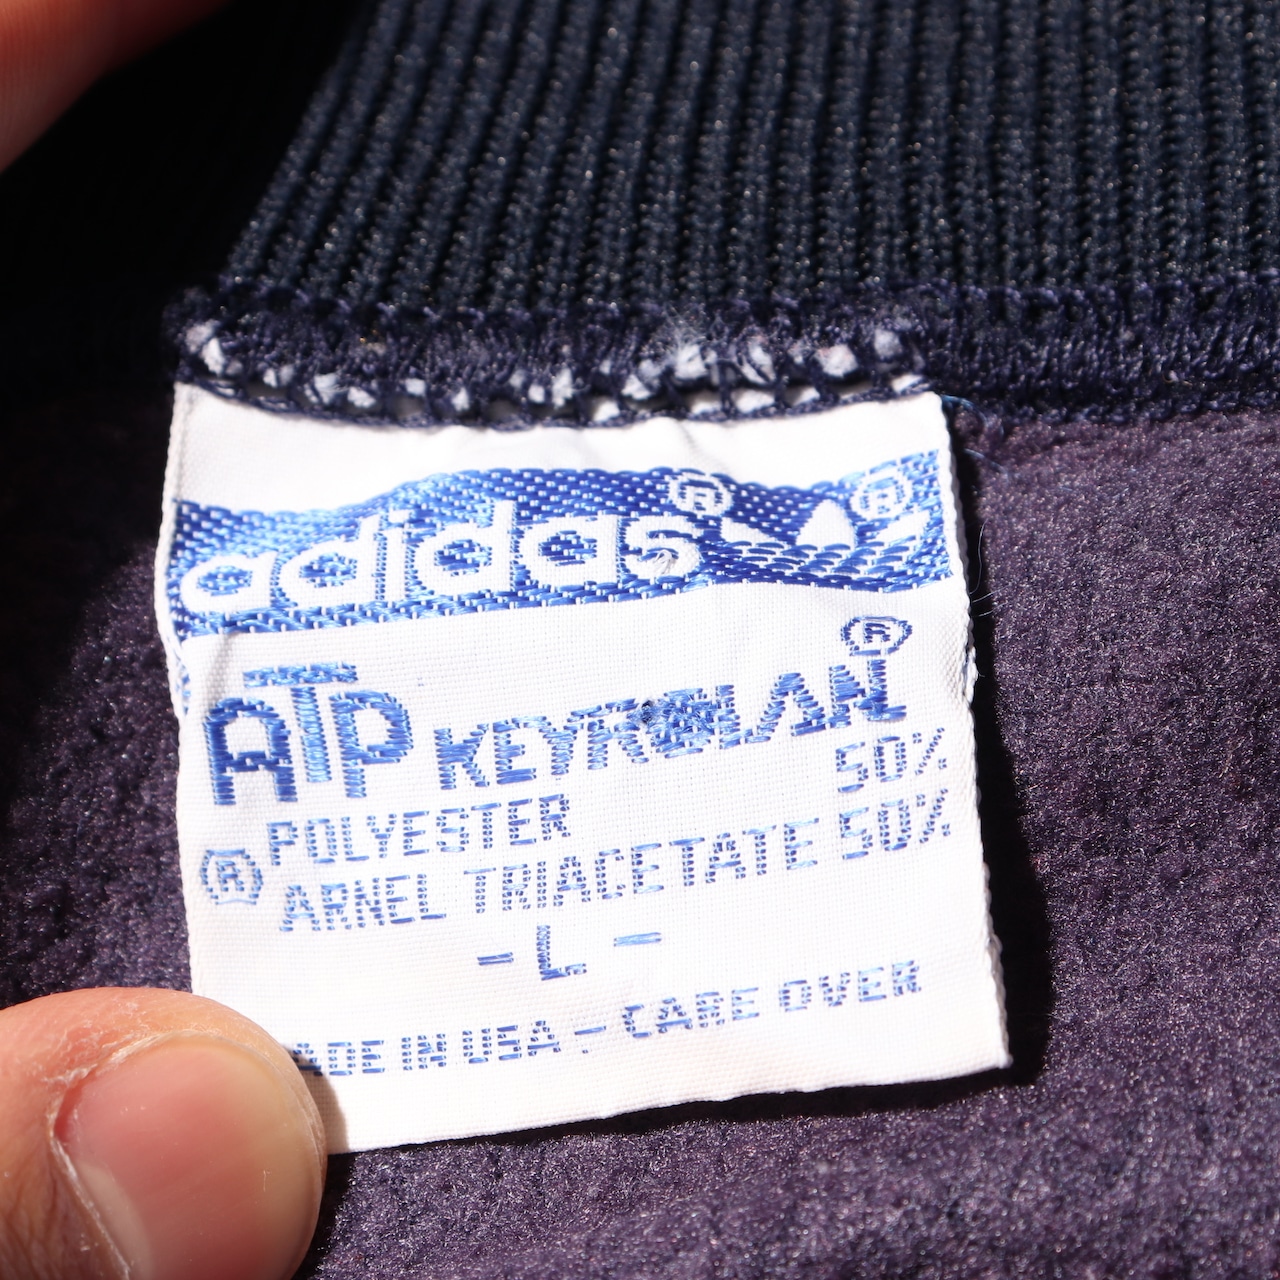 adidas® ®
ATP KEYROLAN®
POLYESTER 50%
® ARNEL TRIACETATE 50%
- L -
ADE IN USA - CARE OVER